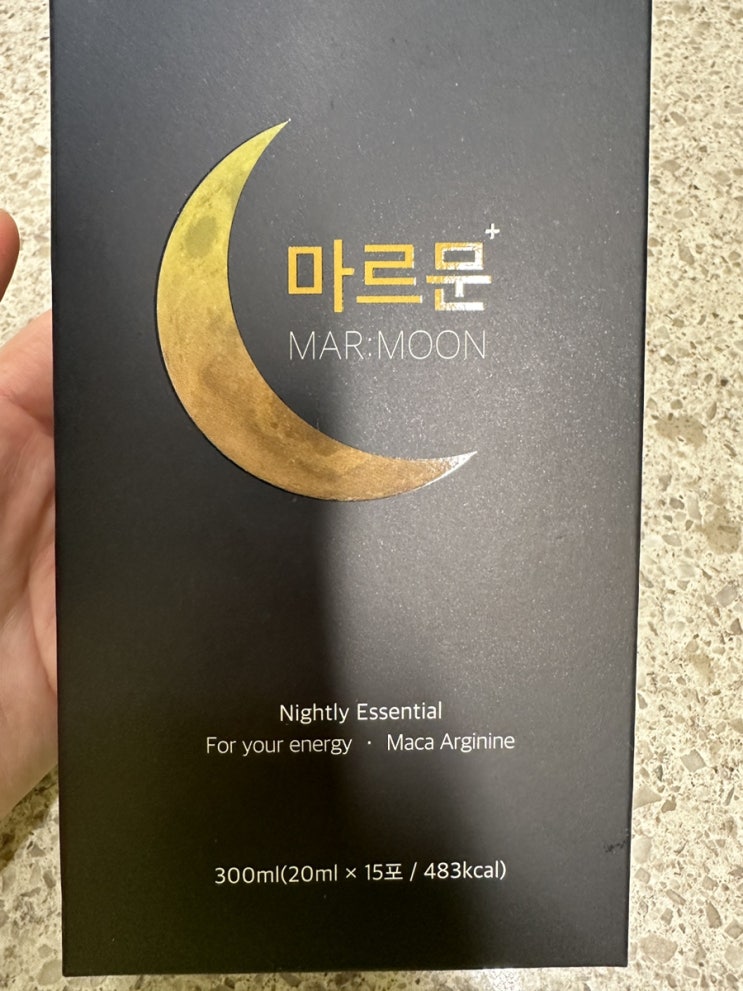 마르문+
MAR:MOON
Nightly Essential
For your energy · Maca Arginine
300ml(20ml × 15포 / 483kcal)